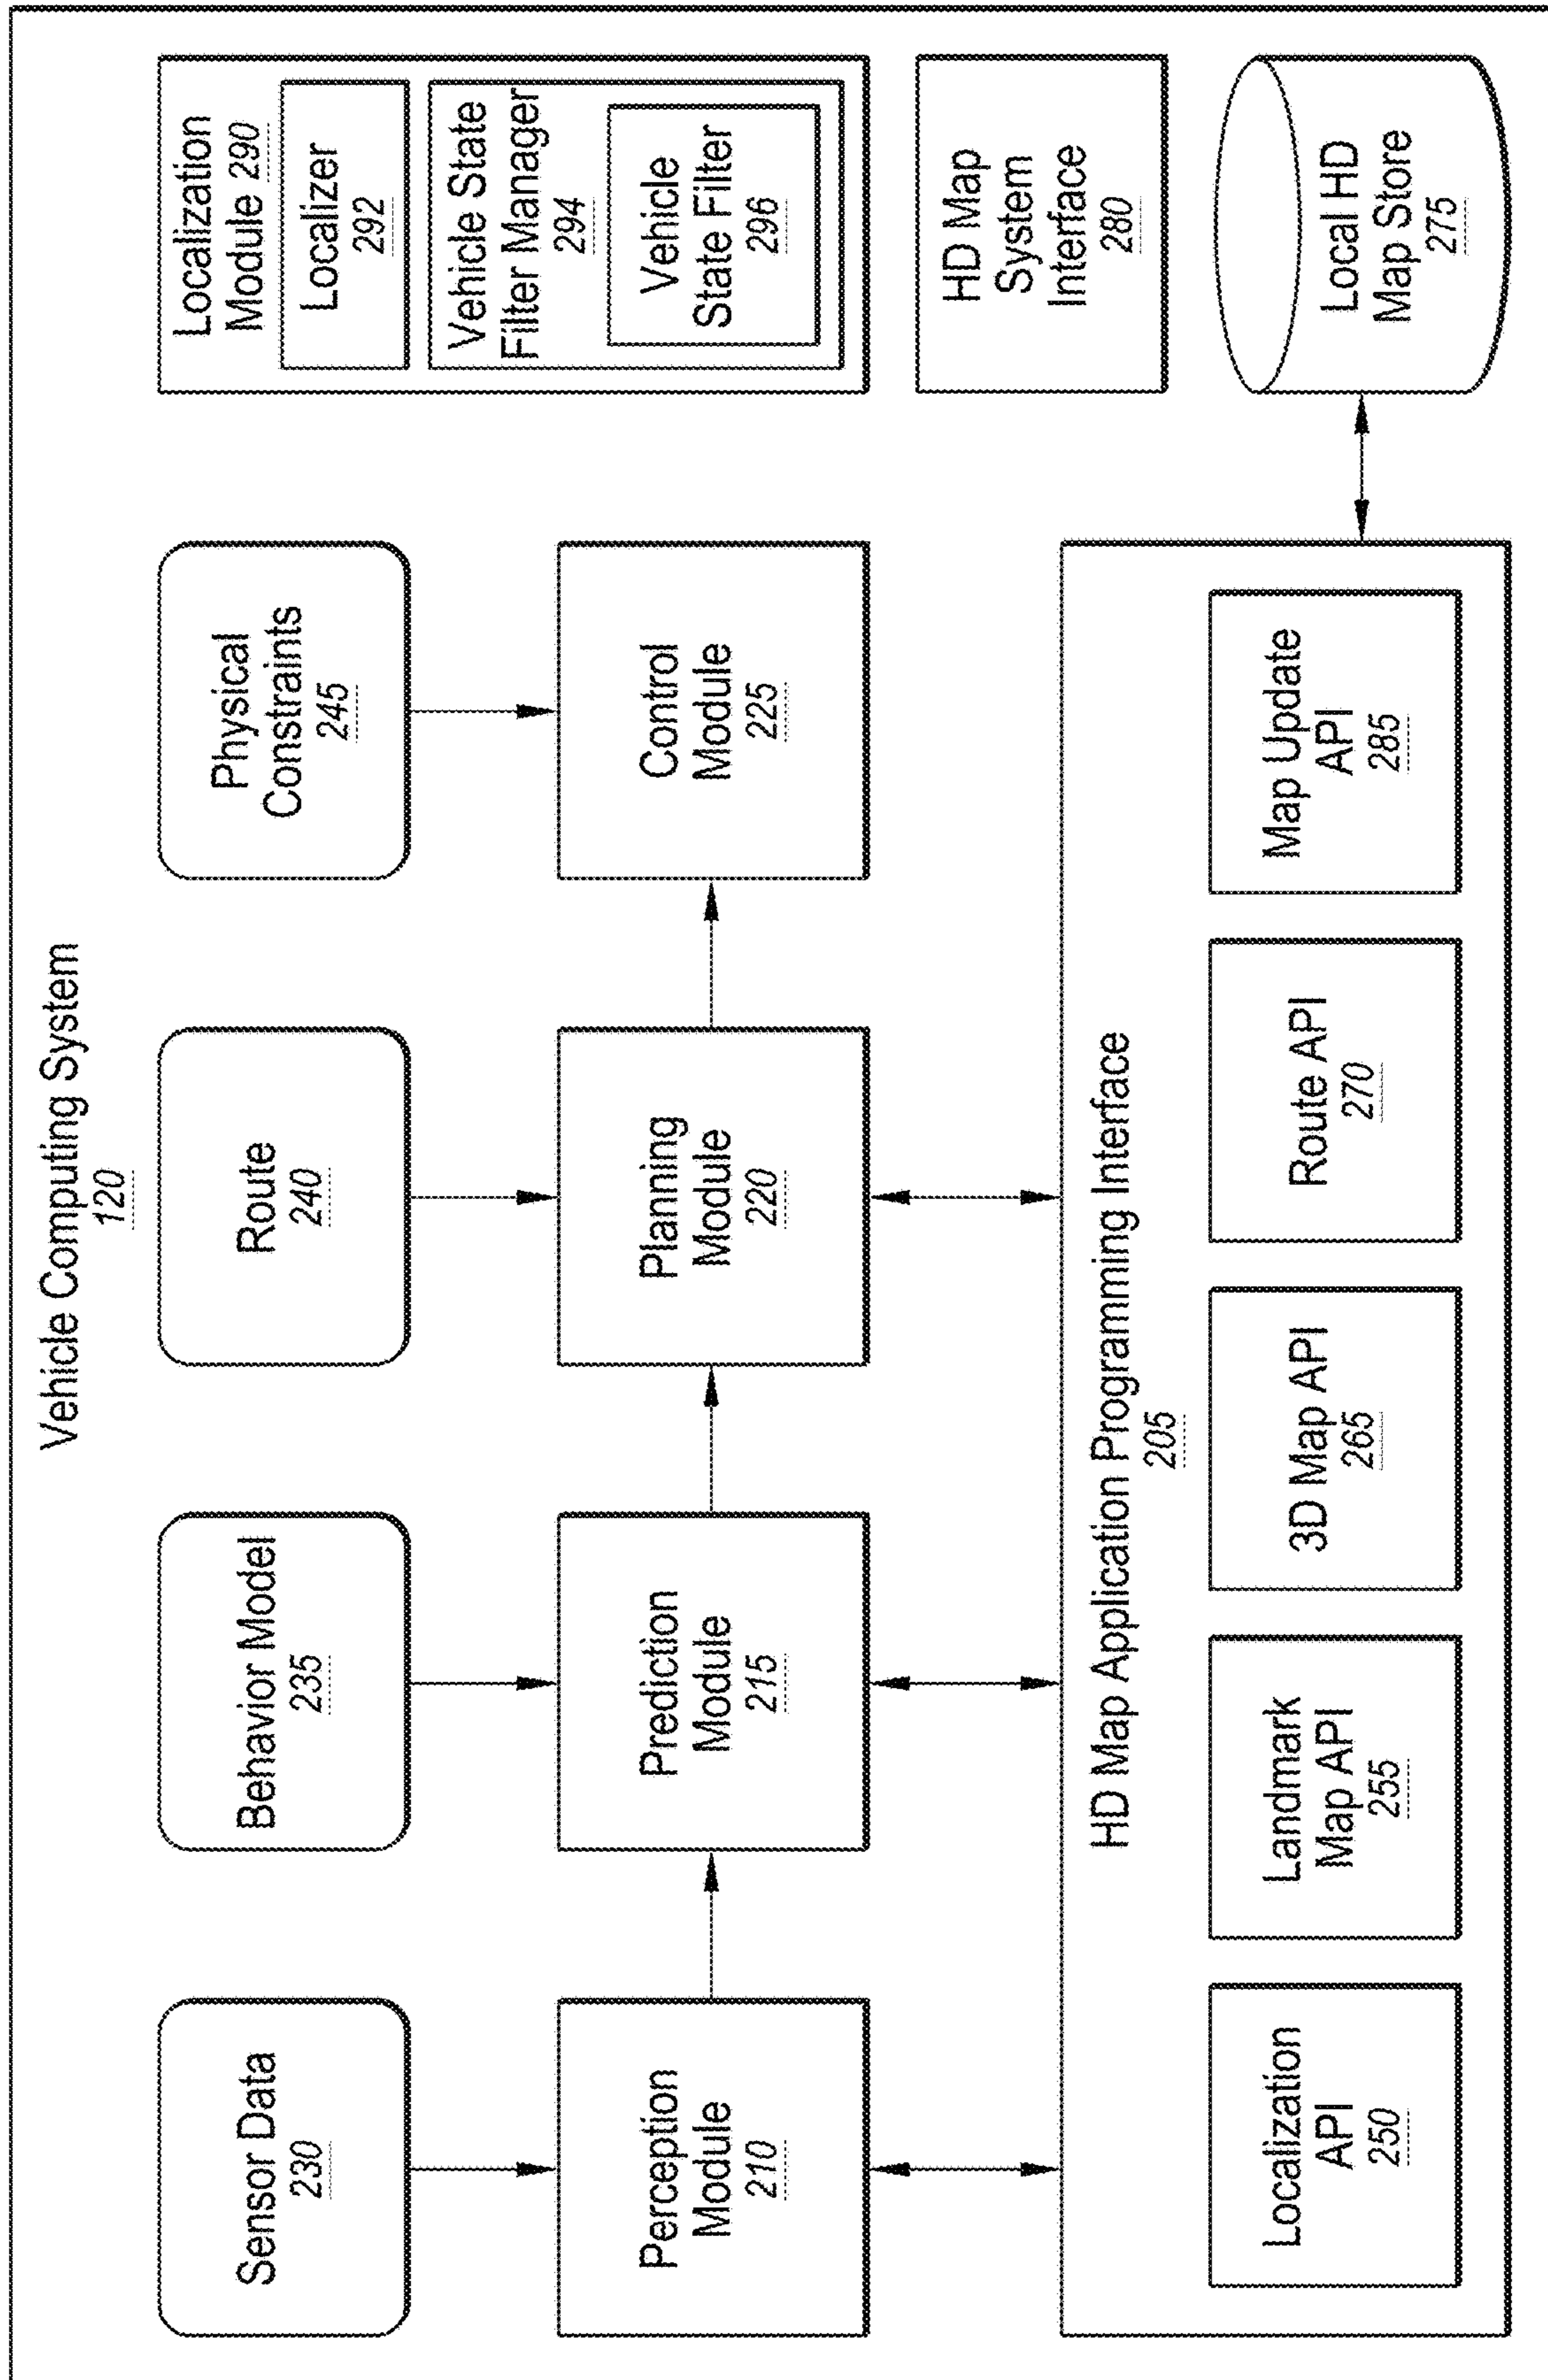 Vehicle Computing System
120
Sensor Data
230
Behavior Model
235
Route
240
Physical
Constraints
245
Localization
Module 290
Localizer
292
Vehicle State
Filter Manager
294
Vehicle
State Filter
296
Perception
Module
210
Prediction
Module
215
Planning
Module
220
Control
Module
225
HD Map
System
Interface
280
HD Map Application Programming Interface
205
Localization
API
250
Landmark
Map API
255
3D Map API
265
Route API
270
Map Update
API
285
Local HD
Map Store
275